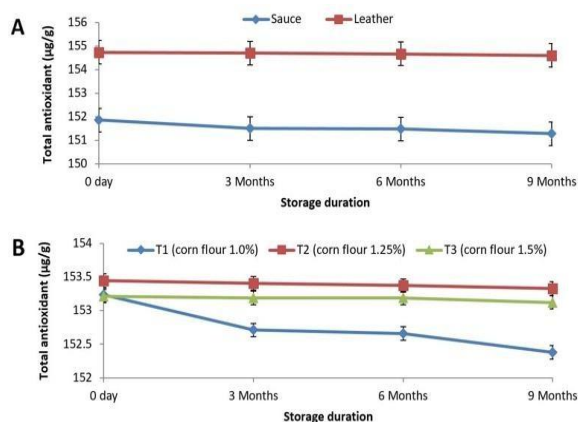 A
Sauce Leather
Total antioxidant (µg/g)
156
155
154
153
152
151
150
0 day 3 Months 6 Months 9 Months
Storage duration
B
T1 (corn flour 1.0%) T2 (corn flour 1.25%) T3 (corn flour 1.5%)
Total antioxidant (µg/g)
154
153.5
153
152.5
152
0 day 3 Months 6 Months 9 Months
Storage duration